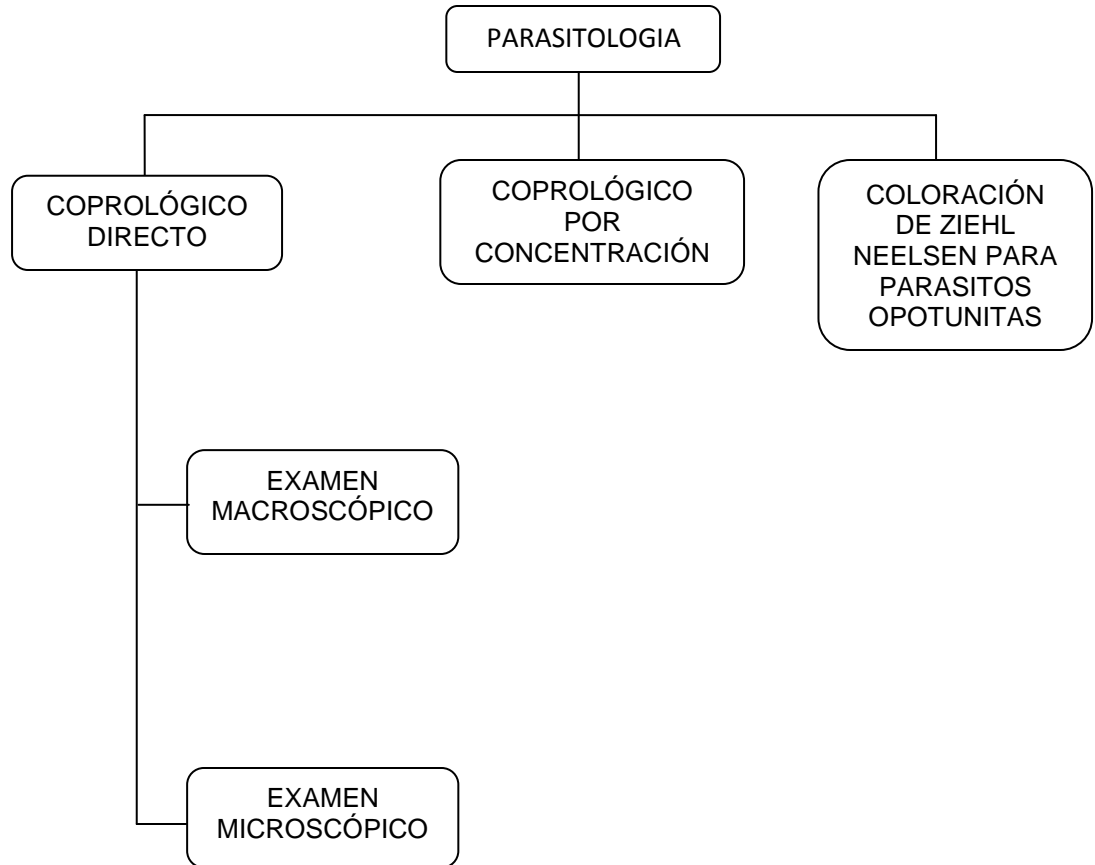 PARASITOLOGIA
COPROLÓGICO
DIRECTO
COPROLÓGICO
POR
CONCENTRACIÓN
COLORACIÓN
DE ZIEHL
NEELSEN PARA
PARASITOS
OPOTUNITAS
EXAMEN
MACROSCÓPICO
EXAMEN
MICROSCÓPICO